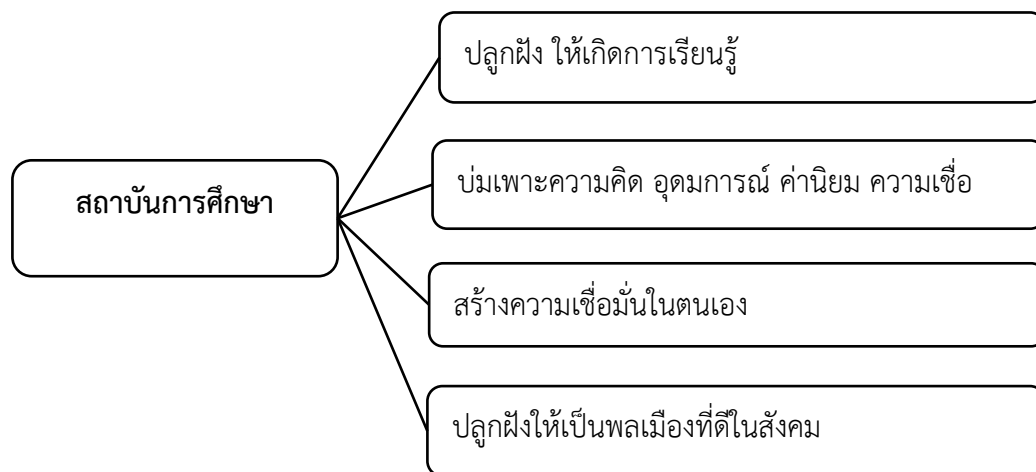 ปลูกฝัง ให้เกิดการเรียนรู้
บ่มเพาะความคิด อุดมการณ์ ค่านิยม ความเชื่อ
สถาบันการศึกษา
สร้างความเชื่อมั่นในตนเอง
ปลูกฝังให้เป็นพลเมืองที่ดีในสังคม